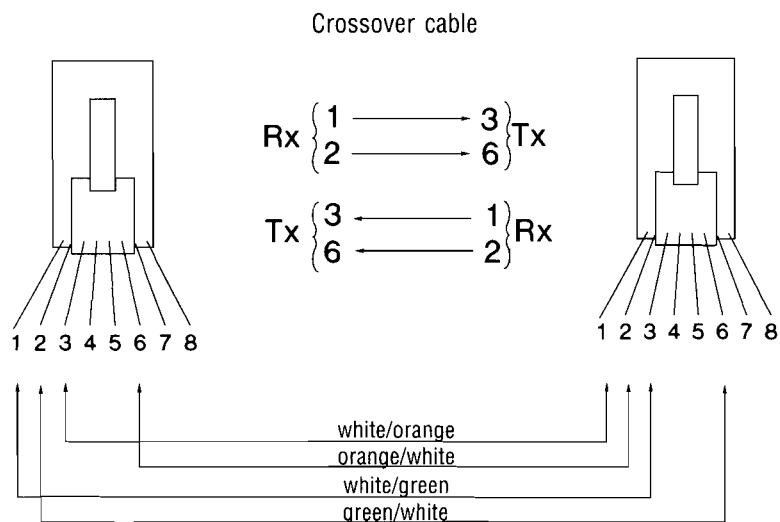 Crossover cable
Rx 1 3 Tx
2 6
Tx 3 1 Rx
6 2
1 2 3 4 5 6 7 8
1 2 3 4 5 6 7 8
white/orange
orange/white
white/green
green/white